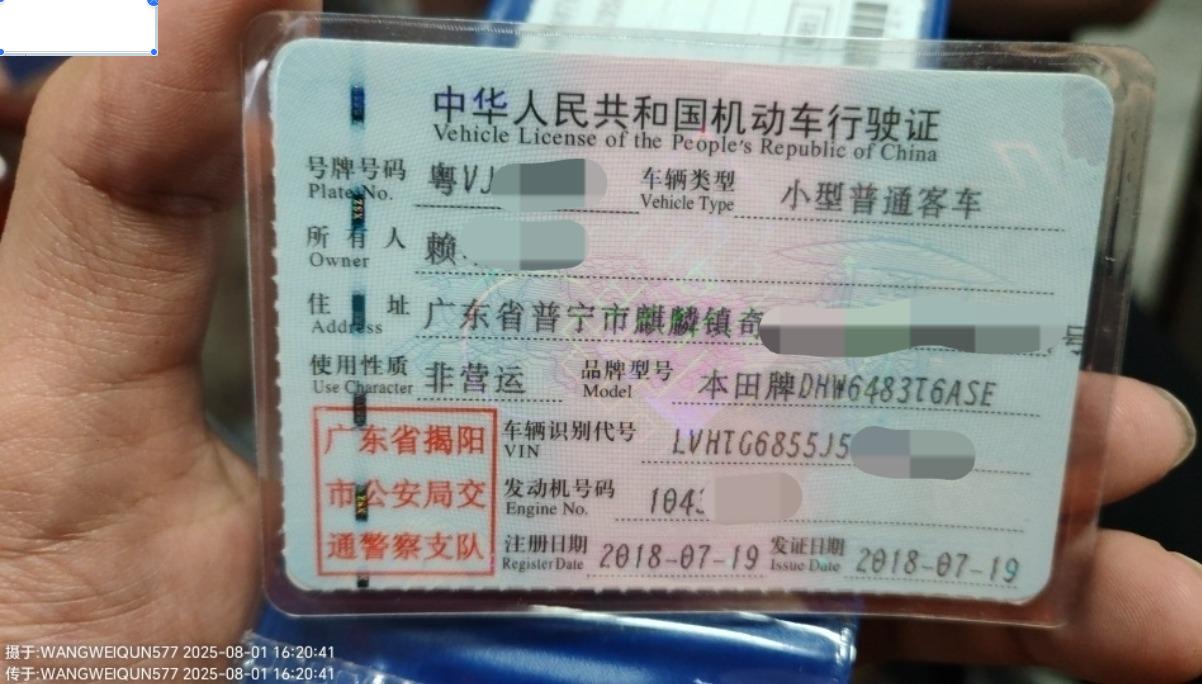 中华人民共和国机动车行驶证
Vehicle License of the People's Republic of China
号牌号码 粤VJ 车辆类型 小型普通客车
Plate No. Vehicle Type
所有人 赖
Owner
住址 广东省普宁市麒麟镇奇 号
Address
使用性质 非营运 品牌型号 本田牌DHW6483T6ASE
Use Character Model
广东省揭阳
市公安局交
通警察支队
车辆识别代号 LVHTG6855J5
VIN
发动机号码 104
Engine No.
注册日期 2018-07-19 发证日期 2018-07-19
Register Date Issue Date
摄于:WANGWEIQUN577 2025-08-01 16:20:41
传于:WANGWEIQUN577 2025-08-01 16:20:41